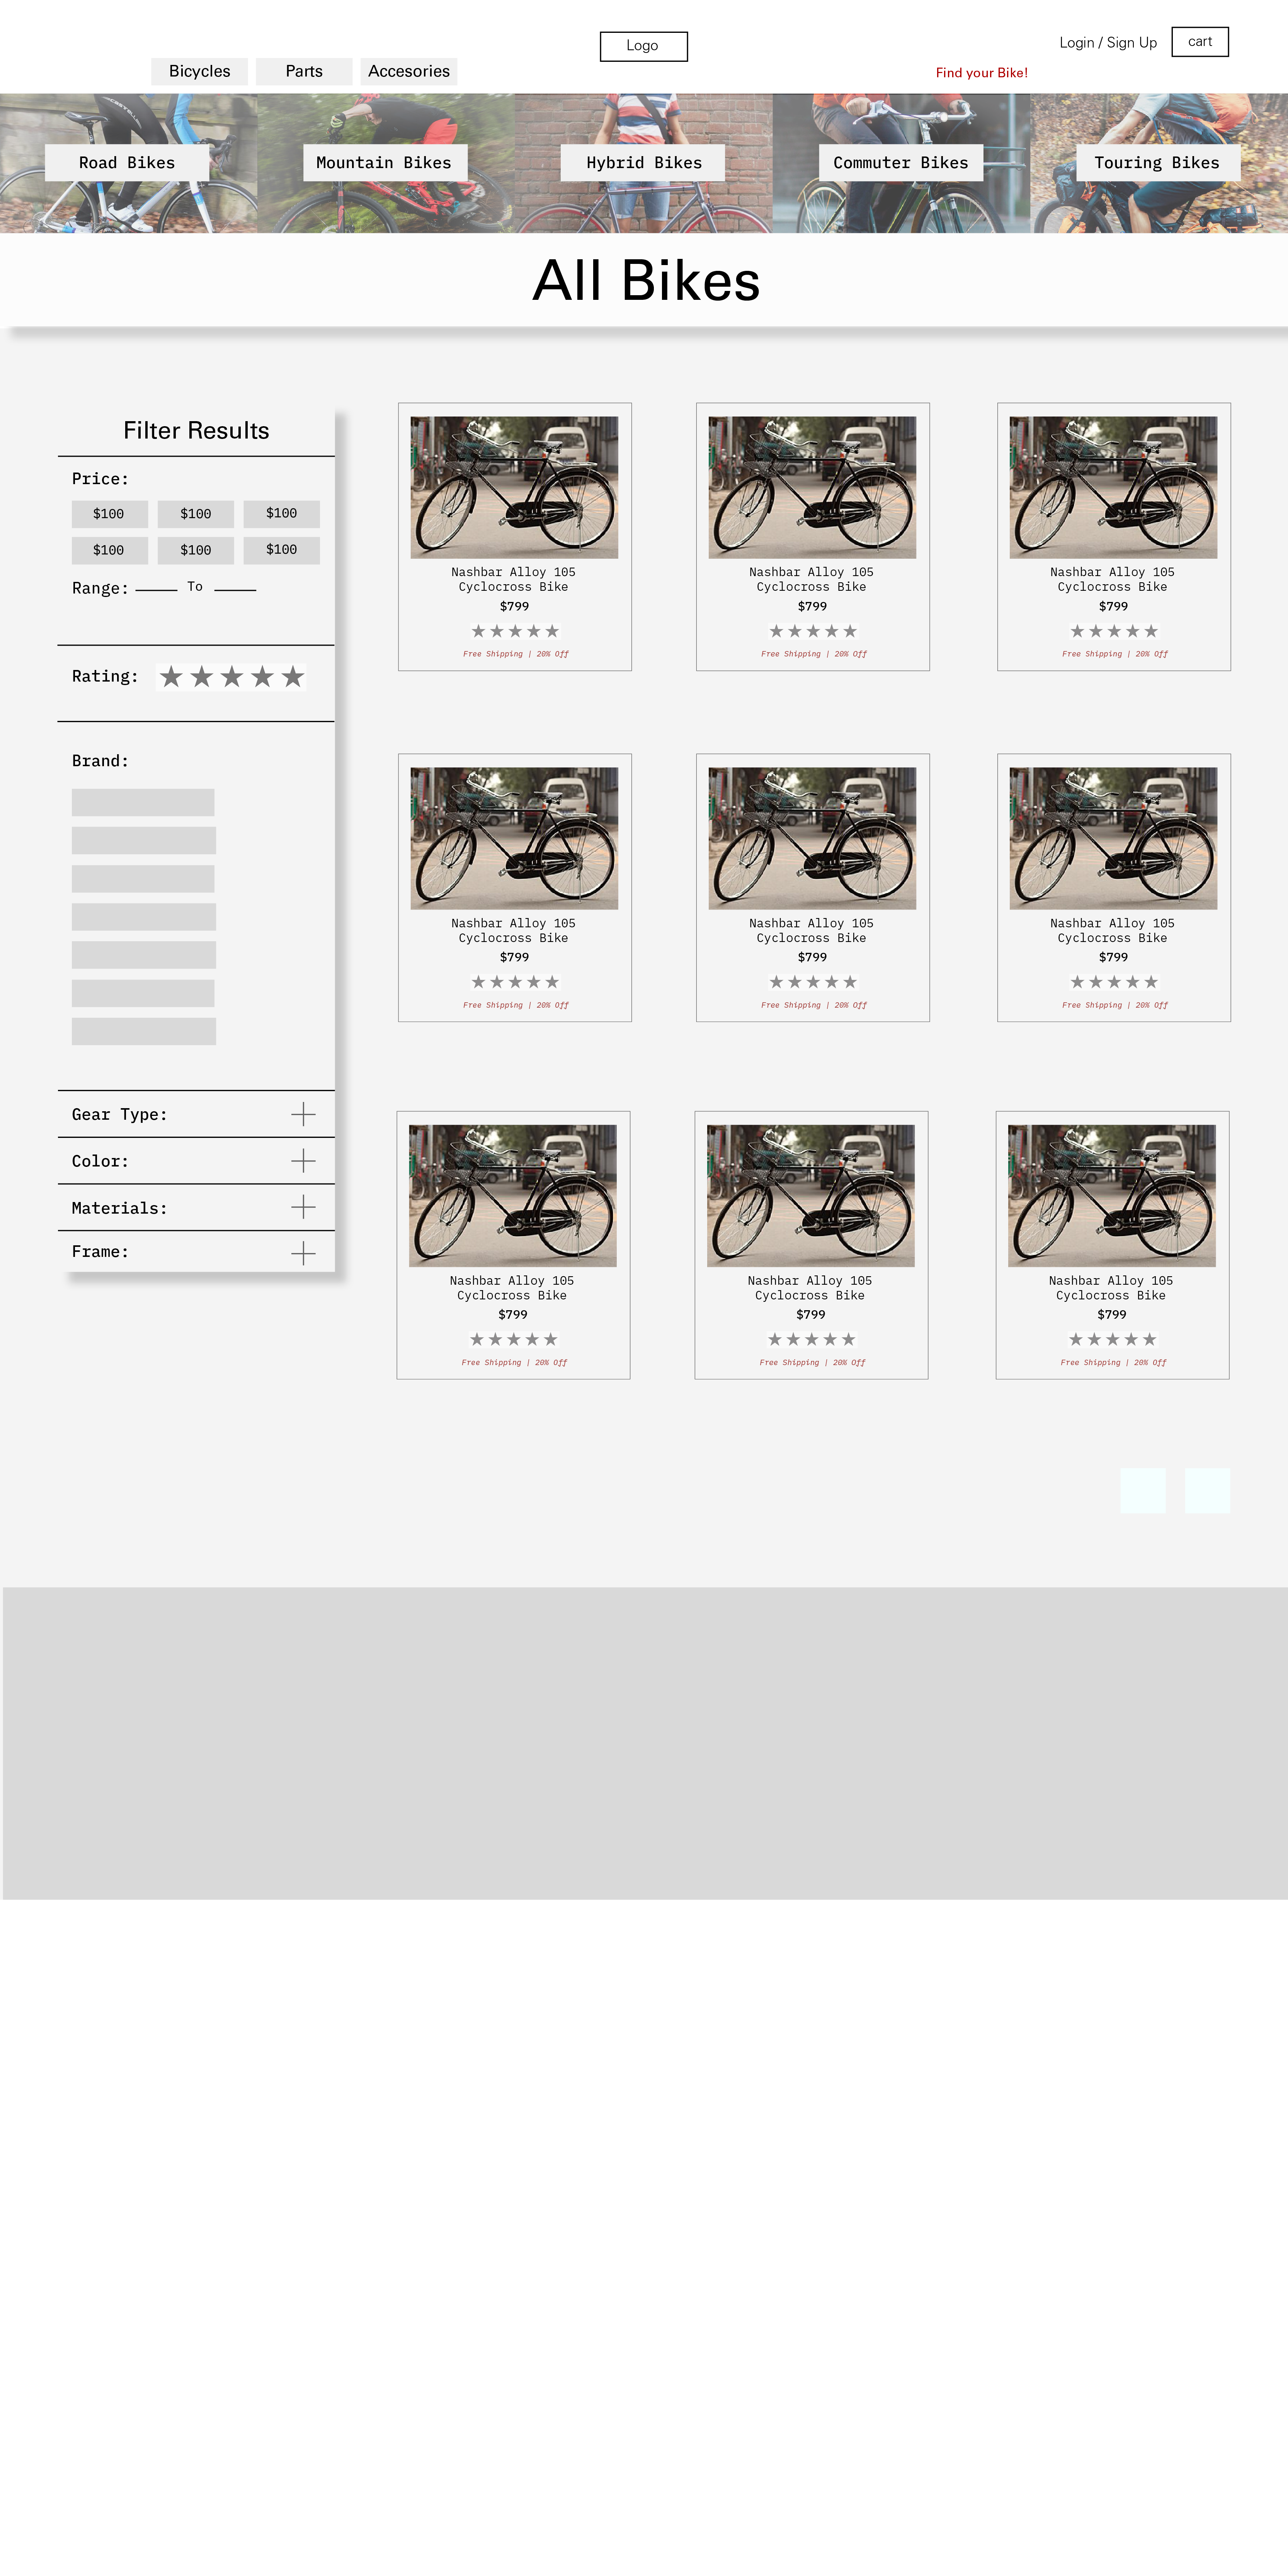 Logo
Login / Sign Up
cart
Bicycles
Parts
Accesories
Find your Bike!
Road Bikes
Mountain Bikes
Hybrid Bikes
Commuter Bikes
Touring Bikes
All Bikes
Filter Results
Price:
$100
$100
$100
$100
$100
$100
Range:
To
Rating:
Brand:
Gear Type:
Color:
Materials:
Frame:
Nashbar Alloy 105
Cyclocross Bike
$799
Free Shipping | 20% Off
Nashbar Alloy 105
Cyclocross Bike
$799
Free Shipping | 20% Off
Nashbar Alloy 105
Cyclocross Bike
$799
Free Shipping | 20% Off
Nashbar Alloy 105
Cyclocross Bike
$799
Free Shipping | 20% Off
Nashbar Alloy 105
Cyclocross Bike
$799
Free Shipping | 20% Off
Nashbar Alloy 105
Cyclocross Bike
$799
Free Shipping | 20% Off
Nashbar Alloy 105
Cyclocross Bike
$799
Free Shipping | 20% Off
Nashbar Alloy 105
Cyclocross Bike
$799
Free Shipping | 20% Off
Nashbar Alloy 105
Cyclocross Bike
$799
Free Shipping | 20% Off